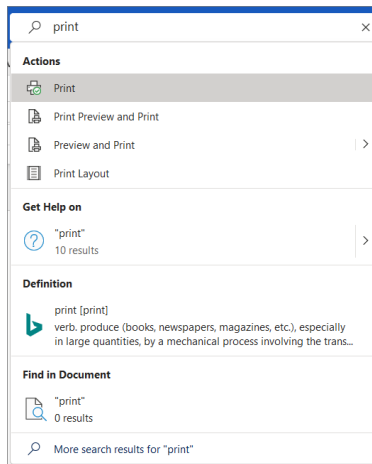 print
Actions
Print
Print Preview and Print
Preview and Print
Print Layout
Get Help on
"print"
10 results
Definition
print [print]
verb. produce (books, newspapers, magazines, etc.), especially
in large quantities, by a mechanical process involving the trans...
Find in Document
"print"
0 results
More search results for "print"